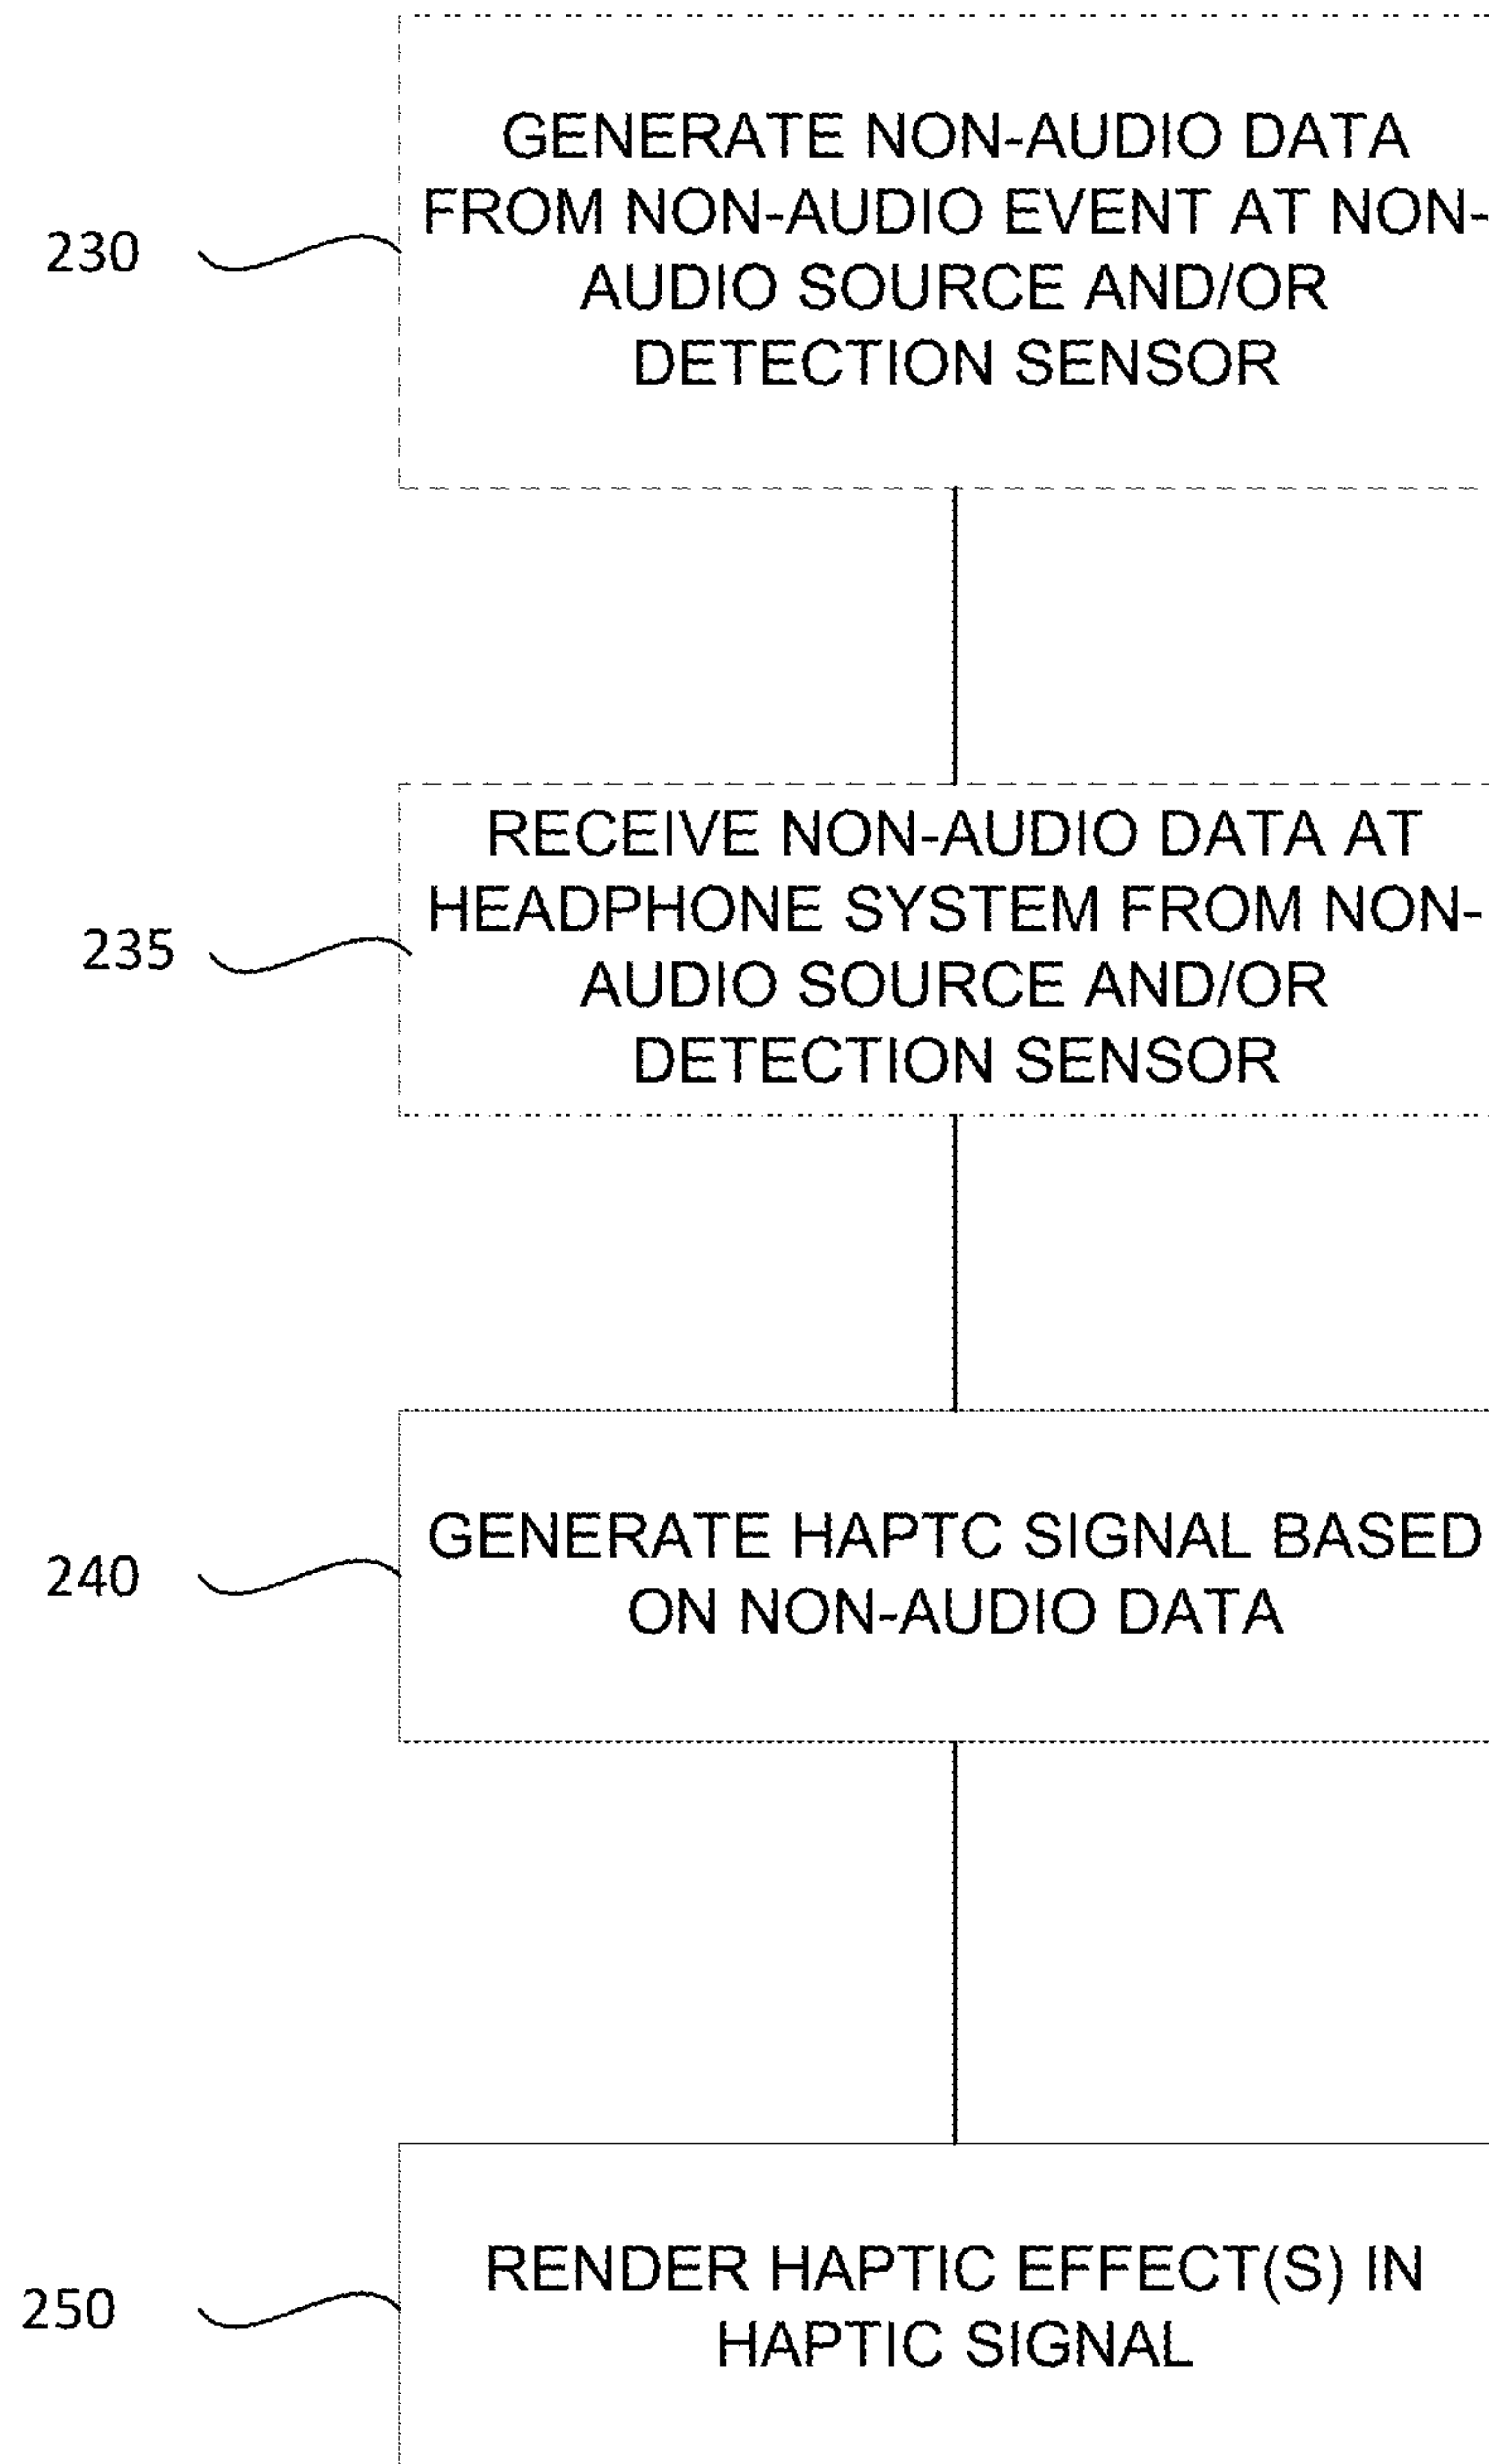 GENERATE NON-AUDIO DATA
FROM NON-AUDIO EVENT AT NON-
230
AUDIO SOURCE AND/OR
DETECTION SENSOR
RECEIVE NON-AUDIO DATA AT
HEADPHONE SYSTEM FROM NON-
235
AUDIO SOURCE AND/OR
DETECTION SENSOR
GENERATE HAPTC SIGNAL BASED
240
ON NON-AUDIO DATA
RENDER HAPTIC EFFECT(S) IN
250
HAPTIC SIGNAL